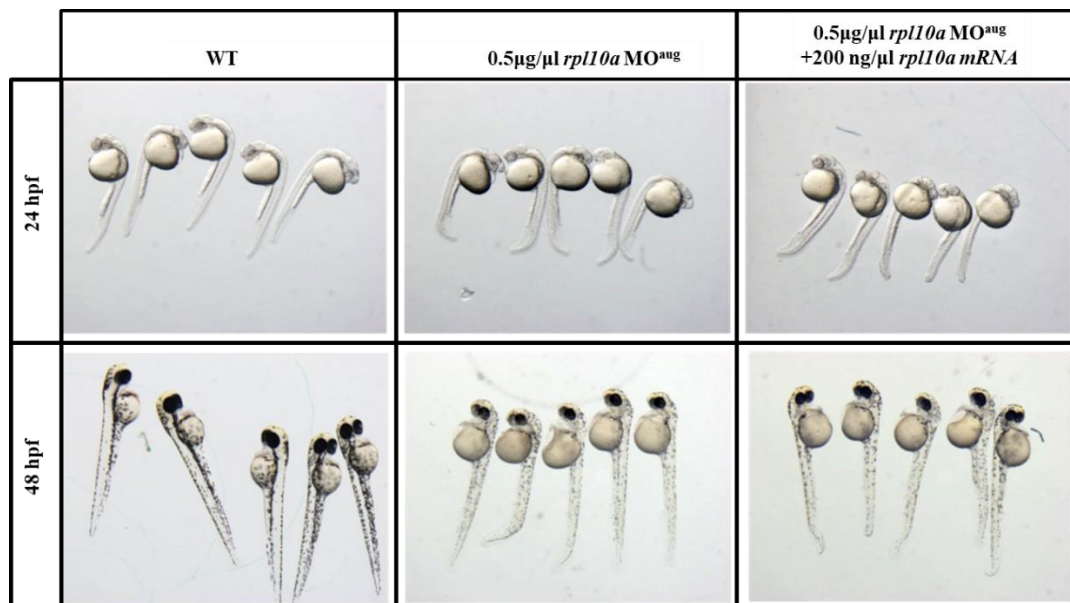 WT
0.5µg/µl rpl10a MOᵃᵘᵍ
0.5µg/µl rpl10a MOᵃᵘᵍ
+200 ng/µl rpl10a mRNA
24 hpf
48 hpf